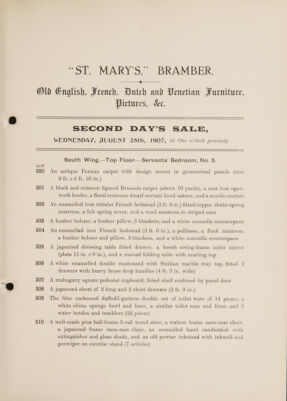 "ST. MARY'S," BRAMBER.
Old English, French, Dutch and Venetian Furniture,
Pictures, &c.
SECOND DAY'S SALE,
WEDNESDAY, AUGUST 28th, 1907, at One o'clock precisely.
South Wing.—Top Floor.—Servants' Bedroom, No. 5.
LOT
300 An antique Persian carpet with design woven in geometrical panels (size
9 ft. x 4 ft. 10 in.)
301 A black and crimson figured Brussels carpet (about 10 yards), a cast iron open-
work fender, a floral cretonne dwarf curtain lined sateen, and a muslin curtain
302 An enamelled iron tubular French bedstead (3 ft. 6 in.) fitted copper chain-spring
mattress, a felt spring cover, and a wool mattress in striped case
303 A feather bolster, a feather pillow, 3 blankets, and a white marcella counterpane
304 An enamelled iron French bedstead (3 ft. 6 in.), a palliasse, a flock mattress,
a feather bolster and pillow, 3 blankets, and a white marcella counterpane
305 A japanned dressing table fitted drawer, a beech swing-frame toilet mirror
(plate 11 in. x 8 in.), and a stained folding table with matting top
306 A white enamelled double washstand with Sicilian marble tray top, fitted 2
drawers with heavy brass drop handles (4 ft. 9 in. wide)
307 A mahogany square pedestal cupboard, fitted shelf enclosed by panel door
308 A japanned chest of 2 long and 2 short drawers (3 ft. 9 in.)
309 The blue embossed daffodil-pattern double set of toilet ware of 14 pieces, a
white china sponge bowl and liner, a similar toilet vase and liner, and 2
water bottles and tumblers (22 pieces)
310 A well-made pine ball-frame 5-rail towel airer, a walnut frame cane-seat chair,
a japanned frame cane-seat chair, an enamelled hand candlestick with
extinguisher and glass shade, and an old pewter inkstand with inkwell and
penwiper on circular stand (7 articles)